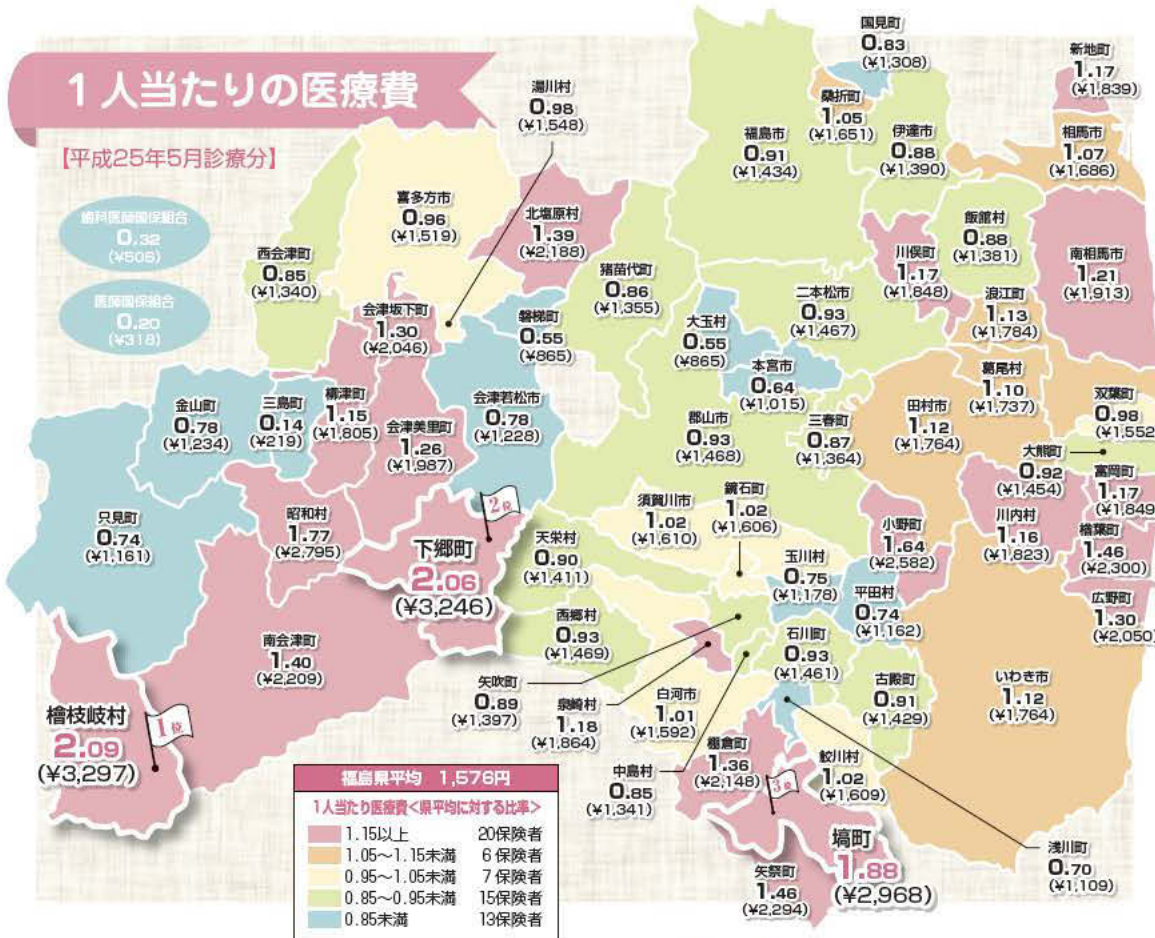 1人当たりの医療費
【平成25年5月診療分】
歯科医師国保組合
0.32
(¥506)
医師国保組合
0.20
(¥318)
国見町
0.83
(¥1,308)
新地町
1.17
(¥1,839)
湯川村
0.98
(¥1,548)
桑折町
1.05
(¥1,651)
福島市
0.91
(¥1,434)
伊達市
0.88
(¥1,390)
相馬市
1.07
(¥1,686)
喜多方市
0.96
(¥1,519)
北塩原村
1.39
(¥2,188)
西会津町
0.85
(¥1,340)
猪苗代町
0.86
(¥1,355)
川俣町
1.17
(¥1,848)
飯舘村
0.88
(¥1,381)
南相馬市
1.21
(¥1,913)
会津坂下町
1.30
(¥2,046)
磐梯町
0.55
(¥865)
大玉村
0.55
(¥865)
二本松市
0.93
(¥1,467)
浪江町
1.13
(¥1,784)
本宮市
0.64
(¥1,015)
葛尾村
1.10
(¥1,737)
双葉町
0.98
(¥1,552)
金山町
0.78
(¥1,234)
三島町
0.14
(¥219)
柳津町
1.15
(¥1,805)
会津美里町
1.26
(¥1,987)
会津若松市
0.78
(¥1,228)
郡山市
0.93
(¥1,468)
三春町
0.87
(¥1,364)
田村市
1.12
(¥1,764)
大熊町
0.92
(¥1,454)
富岡町
1.17
(¥1,849)
只見町
0.74
(¥1,161)
昭和村
1.77
(¥2,795)
2位
下郷町
2.06
(¥3,246)
天栄村
0.90
(¥1,411)
須賀川市
1.02
(¥1,610)
鏡石町
1.02
(¥1,606)
玉川村
0.75
(¥1,178)
平田村
0.74
(¥1,162)
小野町
1.64
(¥2,582)
川内村
1.16
(¥1,823)
楢葉町
1.46
(¥2,300)
広野町
1.30
(¥2,050)
南会津町
1.40
(¥2,209)
西郷村
0.93
(¥1,469)
石川町
0.93
(¥1,461)
古殿町
0.91
(¥1,429)
いわき市
1.12
(¥1,764)
檜枝岐村
2.09
(¥3,297)
1位
矢吹町
0.89
(¥1,397)
泉崎村
1.18
(¥1,864)
白河市
1.01
(¥1,592)
中島村
0.85
(¥1,341)
棚倉町
1.36
(¥2,148)
3位
鮫川村
1.02
(¥1,609)
塙町
1.88
(¥2,968)
矢祭町
1.46
(¥2,294)
浅川町
0.70
(¥1,109)
福島県平均 1,576円
1人当たり医療費<県平均に対する比率>
1.15以上 20保険者
1.05～1.15未満 6保険者
0.95～1.05未満 7保険者
0.85～0.95未満 15保険者
0.85未満 13保険者